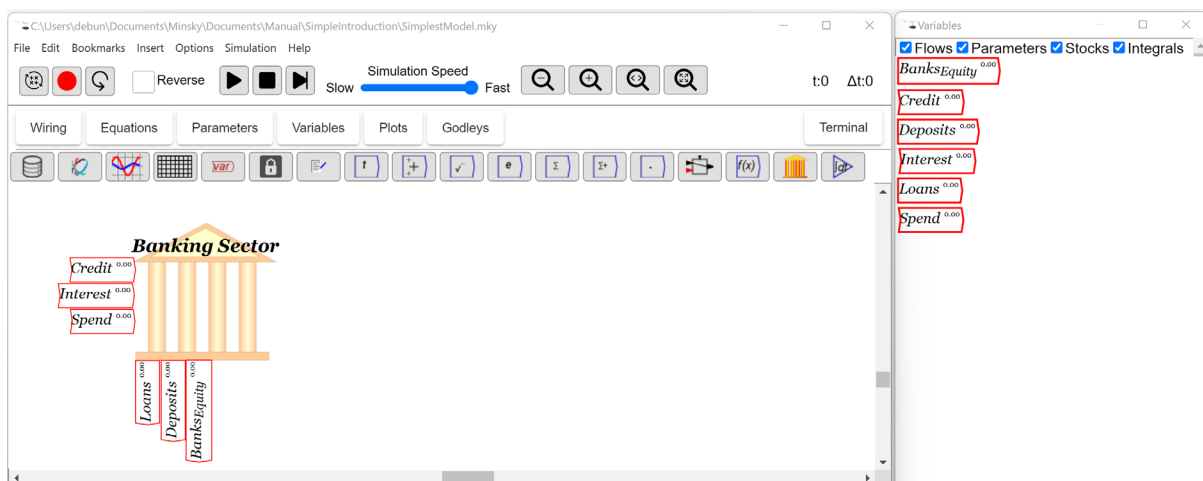 C:\Users\debun\Documents\Minsky\Documents\Manual\SimpleIntroduction\SimplestModel.mky
File Edit Bookmarks Insert Options Simulation Help
Reverse
Simulation Speed
Slow
Fast
t:0 Δt:0
Wiring Equations Parameters Variables Plots Godleys Terminal
var t + √ e Σ Σ+ . f(x) ∫dt
Banking Sector
Credit 0.00
Interest 0.00
Spend 0.00
Loans 0.00
Deposits 0.00
BanksEquity 0.00
Variables
Flows Parameters Stocks Integrals
BanksEquity 0.00
Credit 0.00
Deposits 0.00
Interest 0.00
Loans 0.00
Spend 0.00